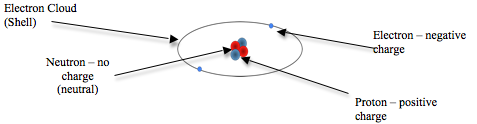 Electron Cloud
(Shell)
Neutron – no
charge
(neutral)
Electron – negative
charge
Proton – positive
charge